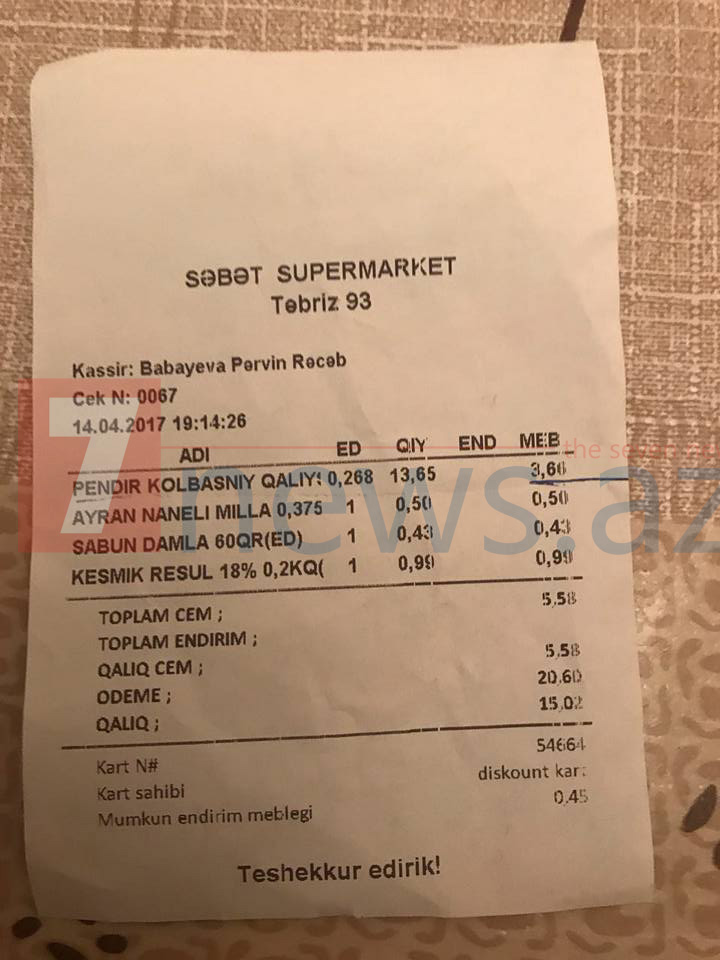 SƏBƏT SUPERMARKET
Təbriz 93
Kassir: Babayeva Pərvin Rəcəb
Cek N: 0067
14.04.2017 19:14:26
ADI ED QIY END MEB
PENDIR KOLBASNIY QALIY 0,268 13,65 3,66
AYRAN NANELI MILLA 0,375 1 0,50 0,50
SABUN DAMLA 60QR(ED) 1 0,43 0,43
KESMIK RESUL 18% 0,2KQ( 1 0,99 0,99
TOPLAM CEM ; 5,58
TOPLAM ENDIRIM ;
QALIQ CEM ; 5,58
ODEME ; 20,60
QALIQ ; 15,02
Kart N# 54664
Kart sahibi diskount kar
Mumkun endirim meblegi 0,45
Teshekkur edirik!
7news.az